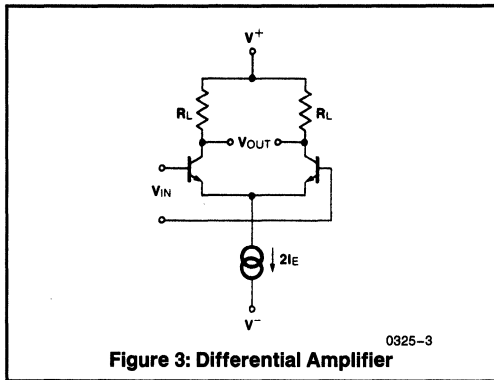 V+
RL
RL
VOUT
VIN
2IE
V−
0325–3
Figure 3: Differential Amplifier